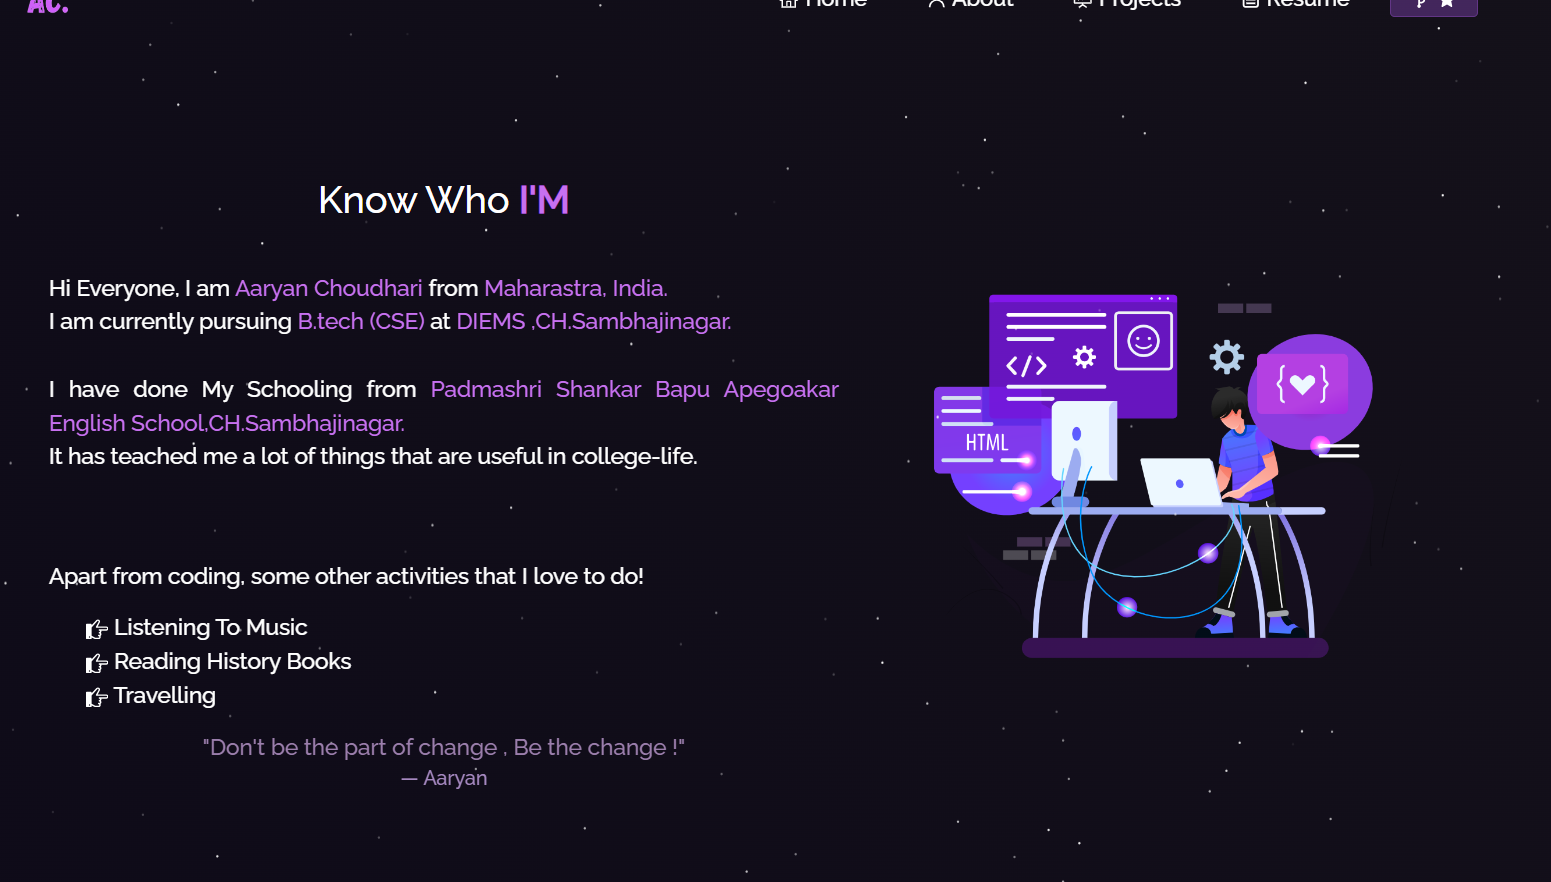 AC.
Home About Projects Resume
Know Who I'M
Hi Everyone, I am Aaryan Choudhari from Maharastra, India.
I am currently pursuing B.tech (CSE) at DIEMS ,CH.Sambhajinagar.
I have done My Schooling from Padmashri Shankar Bapu Apegoakar
English School,CH.Sambhajinagar.
It has teached me a lot of things that are useful in college-life.
Apart from coding, some other activities that I love to do!
Listening To Music
Reading History Books
Travelling
"Don't be the part of change , Be the change !"
— Aaryan
</>
HTML
{ }